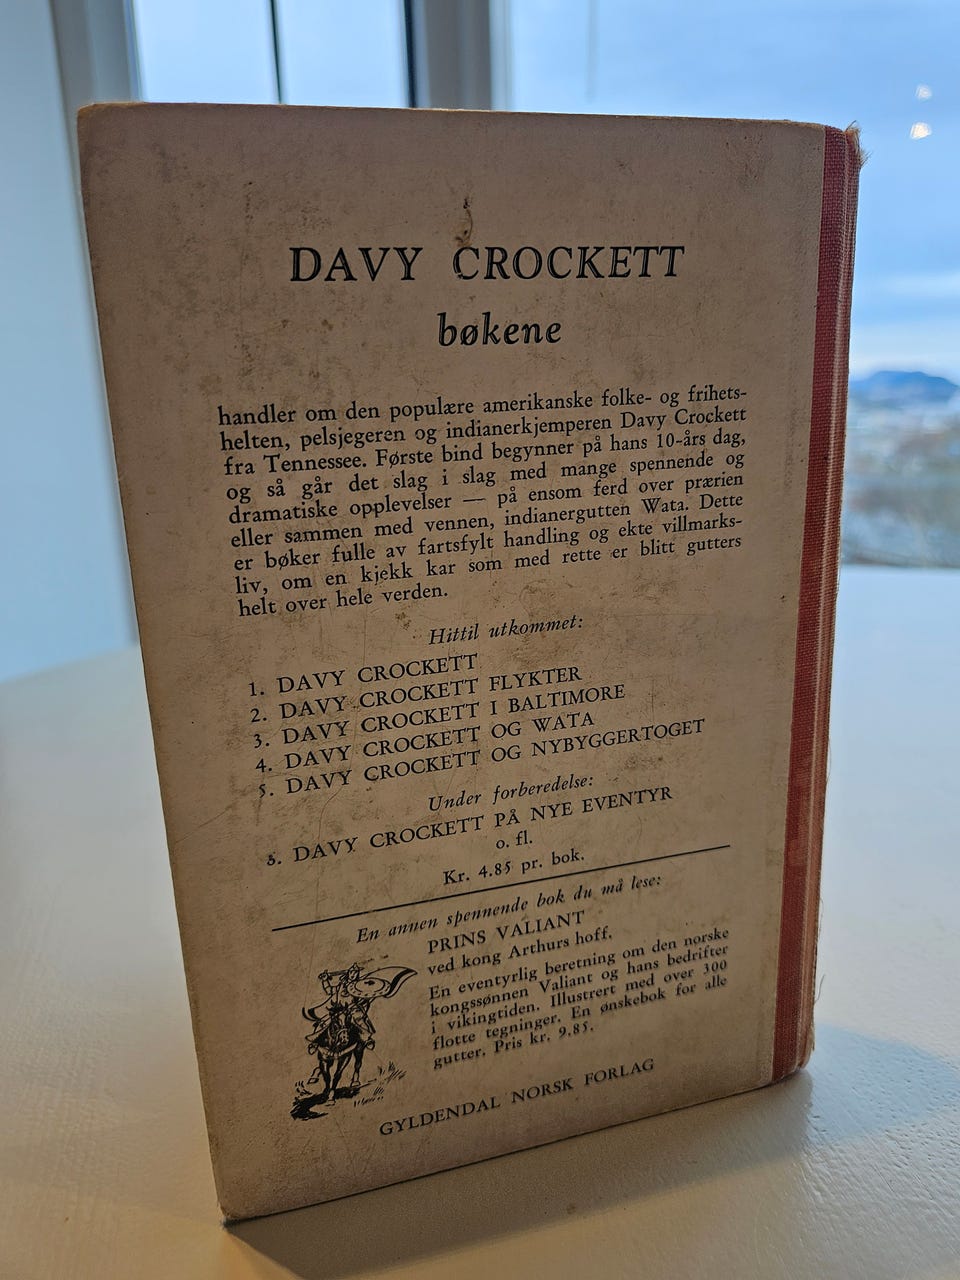 DAVY CROCKETT
bøkene
handler om den populære amerikanske folke- og frihets-
helten, pelsjegeren og indianerkjemperen Davy Crockett
fra Tennessee. Første bind begynner på hans 10-års dag,
og så går det slag i slag med mange spennende og
dramatiske opplevelser — på ensom ferd over prærien
eller sammen med vennen, indianergutten Wata. Dette
er bøker fulle av fartsfylt handling og ekte villmarks-
liv, om en kjekk kar som med rette er blitt gutters
helt over hele verden.
Hittil utkommet:
1. DAVY CROCKETT
2. DAVY CROCKETT FLYKTER
3. DAVY CROCKETT I BALTIMORE
4. DAVY CROCKETT OG WATA
5. DAVY CROCKETT OG NYBYGGERTOGET
Under forberedelse:
DAVY CROCKETT PÅ NYE EVENTYR
o. fl.
Kr. 4.85 pr. bok.
En annen spennende bok du må lese:
PRINS VALIANT
ved kong Arthurs hoff.
En eventyrlig beretning om den norske
kongssønnen Valiant og hans bedrifter
i vikingtiden. Illustrert med over 300
flotte tegninger. En ønskebok for alle
gutter. Pris kr. 9.85.
GYLDENDAL NORSK FORLAG